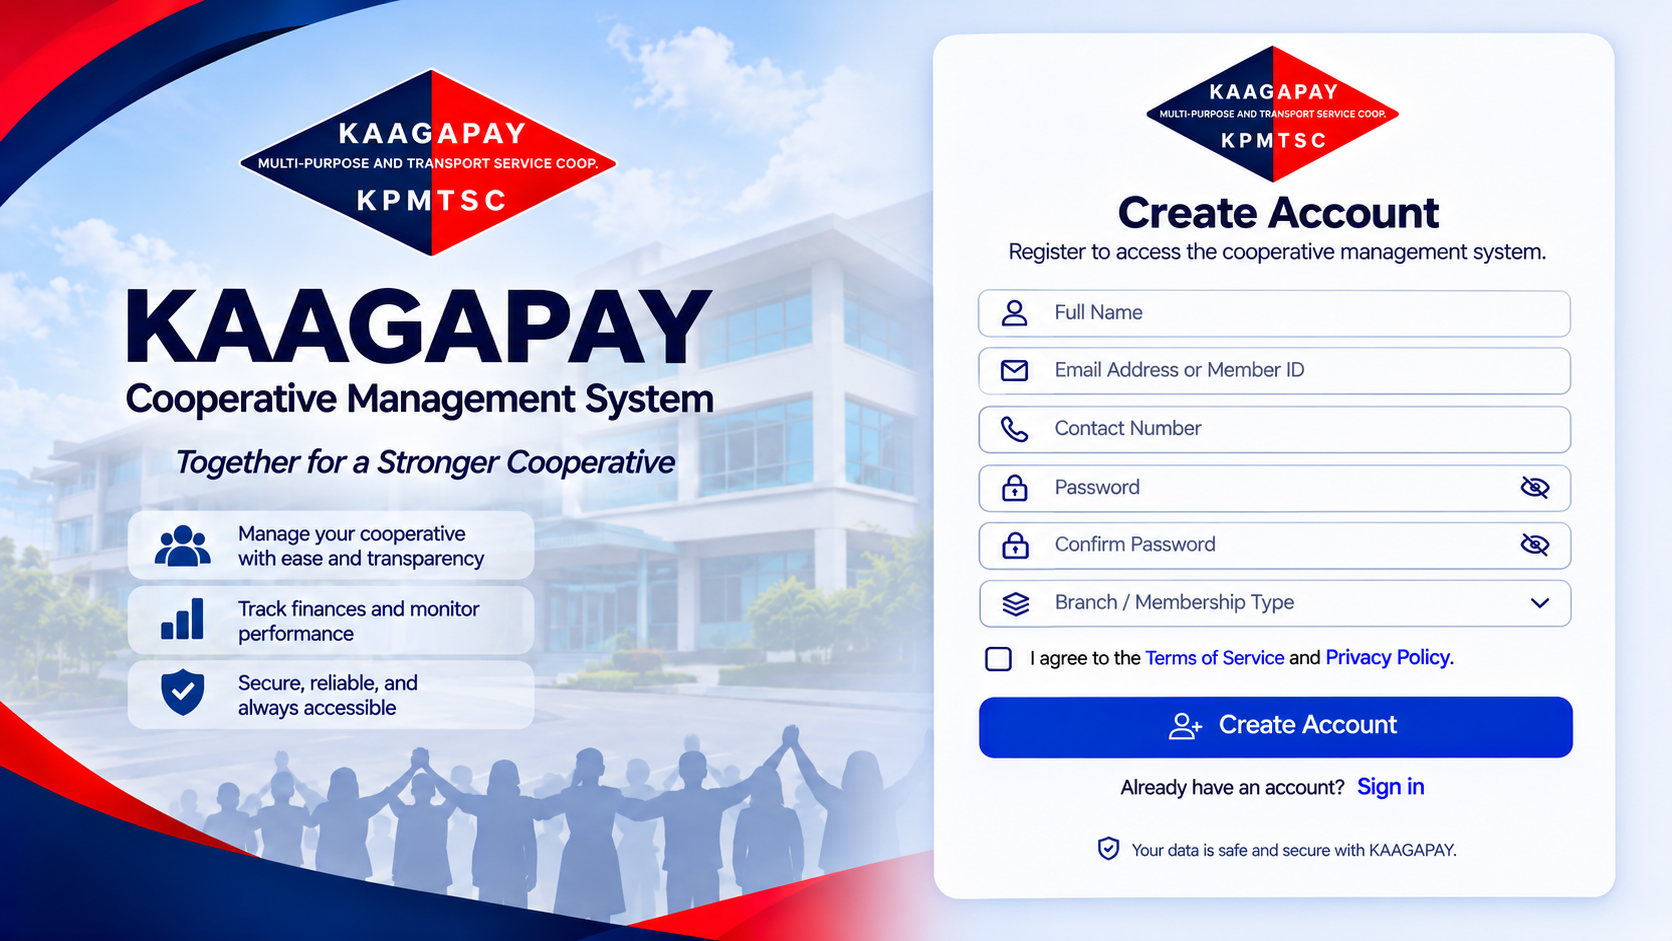 KAAGAPAY
MULTI-PURPOSE AND TRANSPORT SERVICE COOP.
KPMTSC
KAAGAPAY
Cooperative Management System
Together for a Stronger Cooperative
Manage your cooperative
with ease and transparency
Track finances and monitor
performance
Secure, reliable, and
always accessible
KAAGAPAY
MULTI-PURPOSE AND TRANSPORT SERVICE COOP.
KPMTSC
Create Account
Register to access the cooperative management system.
Full Name
Email Address or Member ID
Contact Number
Password
Confirm Password
Branch / Membership Type
I agree to the Terms of Service and Privacy Policy.
Create Account
Already have an account? Sign in
Your data is safe and secure with KAAGAPAY.